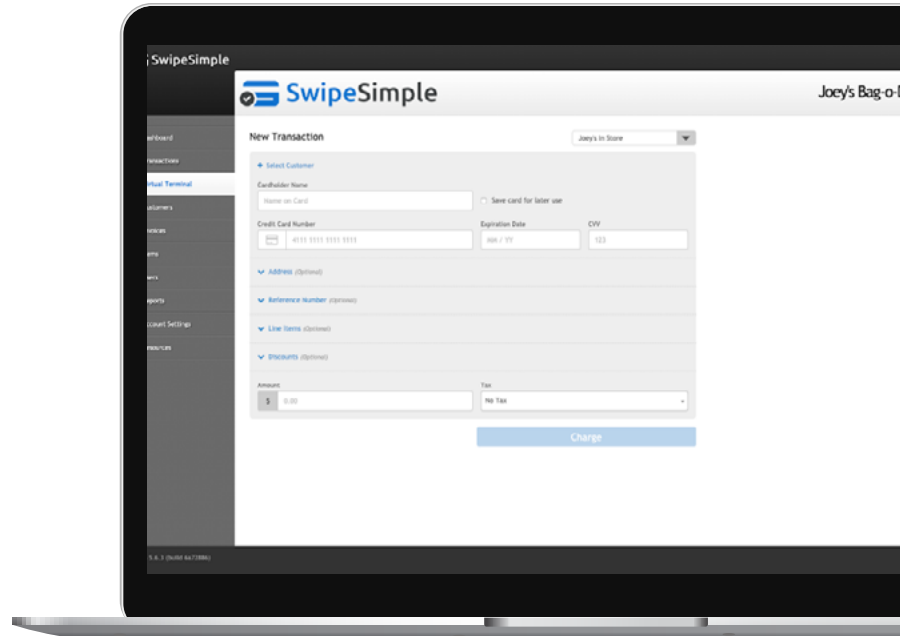 SwipeSimple
SwipeSimple
Joey's Bag-o-
Virtual Terminal
Account Settings
New Transaction
Joey's In Store
+ Select Customer
Cardholder Name
Name on Card
Save card for later use
Credit Card Number
Expiration Date
CVV
4111 1111 1111 1111
MM / YY
123
Address (Optional)
Reference Number (Optional)
Line Items (Optional)
Discounts (Optional)
Amount
Tax
$ 0.00
No Tax
Charge